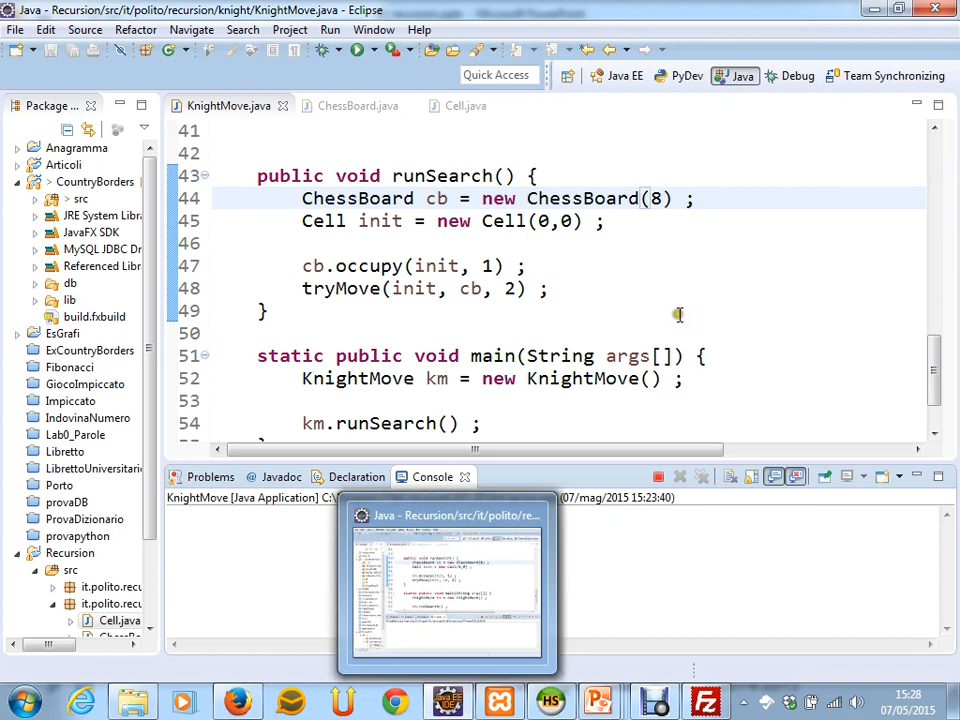 Java - Recursion/src/it/polito/recursion/knight/KnightMove.java - Eclipse
File Edit Source Refactor Navigate Search Project Run Window Help
Quick Access Java EE PyDev Java Debug Team Synchronizing
Package ... KnightMove.java ChessBoard.java Cell.java
Anagramma
Articoli
> CountryBorders
> src
JRE System Libra
JavaFX SDK
MySQL JDBC Dr
Referenced Libra
db
lib
build.fxbuild
EsGrafi
ExCountryBorders
Fibonacci
GiocoImpiccato
Impiccato
IndovinaNumero
Lab0_Parole
Libretto
LibrettoUniversitario
Porto
provaDB
ProvaDizionario
provapython
Recursion
src
it.polito.recu
it.polito.recu
Cell.java
41
42
43 public void runSearch() {
44 ChessBoard cb = new ChessBoard(8) ;
45 Cell init = new Cell(0,0) ;
46
47 cb.occupy(init, 1) ;
48 tryMove(init, cb, 2) ;
49 }
50
51 static public void main(String args[]) {
52 KnightMove km = new KnightMove() ;
53
54 km.runSearch() ;
Problems Javadoc Declaration Console
KnightMove [Java Application] C:\ (07/mag/2015 15:23:40)
Java - Recursion/src/it/polito/re...
15:28
07/05/2015